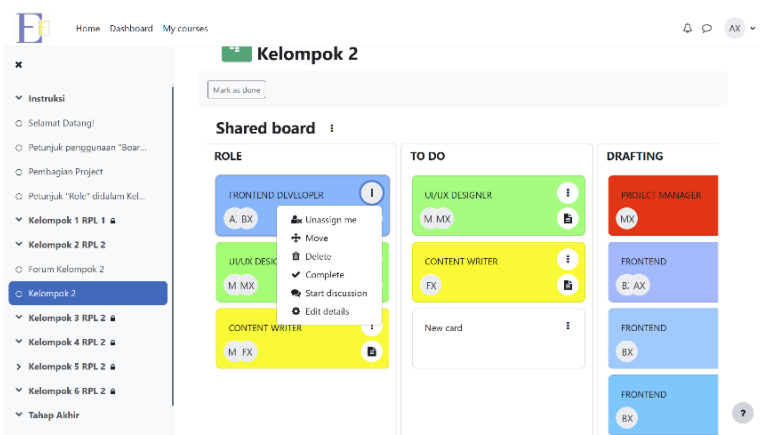 E
Home Dashboard My courses
AX
Kelompok 2
Mark as done
Instruksi
Selamat Datang!
Petunjuk penggunaan "Boar...
Pembagian Project
Petunjuk "Role" didalam Kel...
Kelompok 1 RPL 1
Kelompok 2 RPL 2
Forum Kelompok 2
Kelompok 2
Kelompok 3 RPL 2
Kelompok 4 RPL 2
Kelompok 5 RPL 2
Kelompok 6 RPL 2
Tahap Akhir
Shared board
ROLE
FRONTEND DEVELOPER
A. BX
Unassign me
Move
Delete
Complete
Start discussion
Edit details
UI/UX DESIG
M MX
CONTENT WRITER
M FX
TO DO
UI/UX DESIGNER
M MX
CONTENT WRITER
FX
New card
DRAFTING
PROJECT MANAGER
MX
FRONTEND
B. AX
FRONTEND
BX
FRONTEND
BX
?